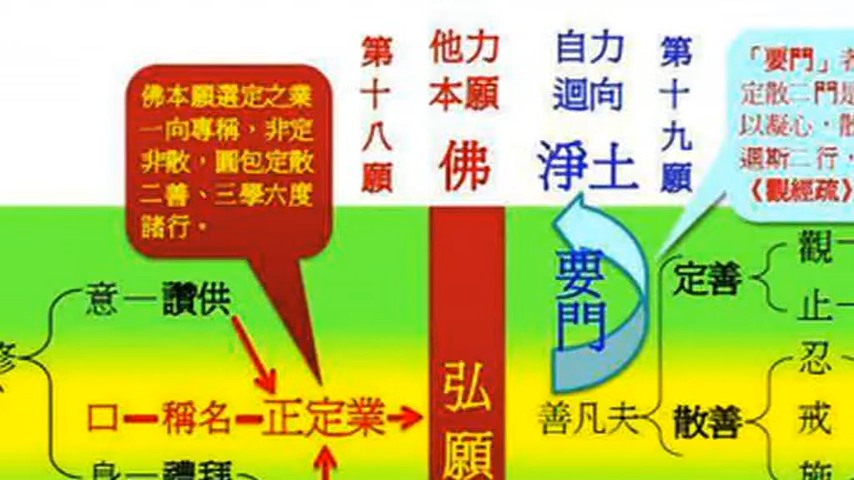 第十八願
他力
本願
佛
自力
迴向
淨土
第十九願
佛本願選定之業
一向專稱，非定
非散，圓包定散
二善、三學六度
諸行。
「要門」者
定散二門是
以凝心，散
迴斯二行，
《觀經疏》
意—讚供
口—稱名—正定業
身—禮拜
弘願
要門
善凡夫
定善
觀
止
散善
忍
戒
施